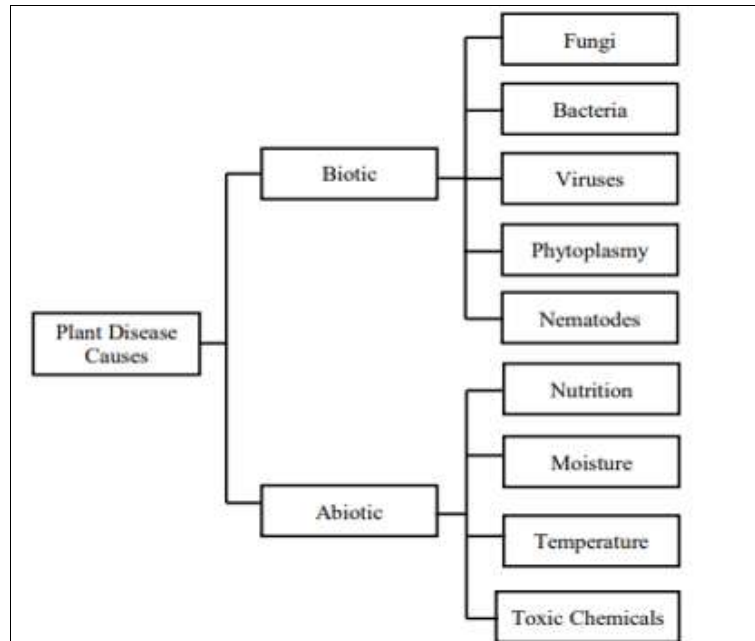 Fungi
Bacteria
Biotic
Viruses
Phytoplasmy
Nematodes
Plant Disease
Causes
Nutrition
Moisture
Abiotic
Temperature
Toxic Chemicals